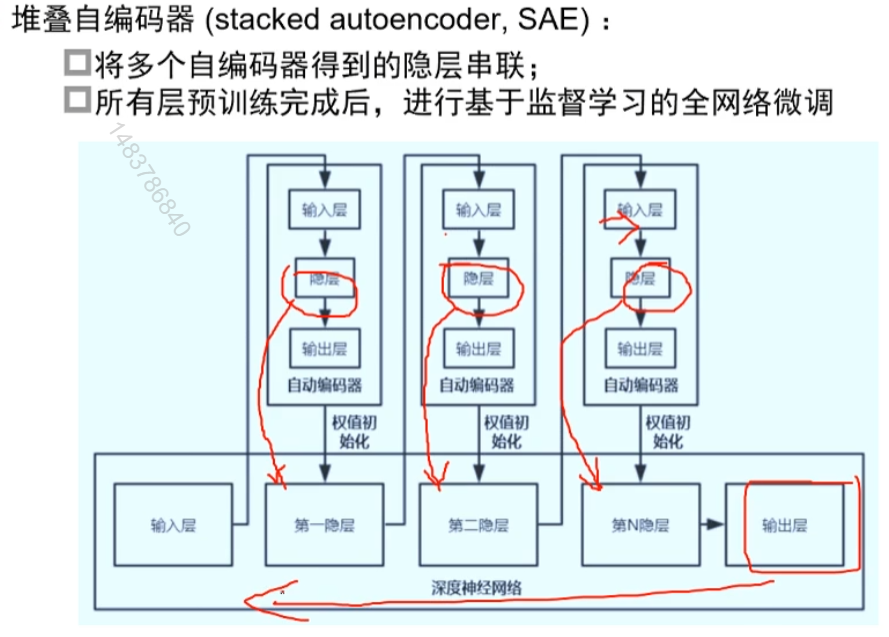 堆叠自编码器 (stacked autoencoder, SAE) ：
将多个自编码器得到的隐层串联；
所有层预训练完成后，进行基于监督学习的全网络微调
1483786840
输入层 输入层 输入层
隐层 隐层 隐层
输出层 输出层 输出层
自动编码器 自动编码器 自动编码器
权值初 权值初 权值初
始化 始化 始化
输入层 第一隐层 第二隐层 第N隐层 输出层
深度神经网络